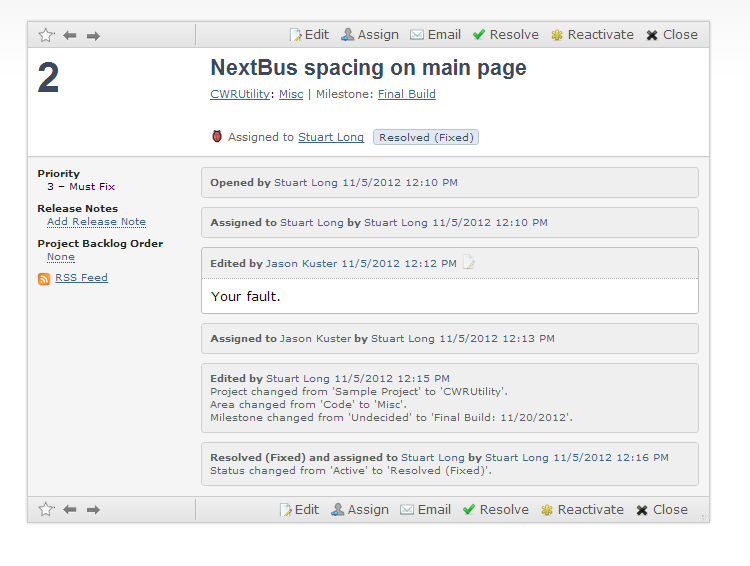 Edit Assign Email Resolve Reactivate Close
2
NextBus spacing on main page
CWRUtility: Misc | Milestone: Final Build
Assigned to Stuart Long Resolved (Fixed)
Priority
3 – Must Fix
Release Notes
Add Release Note
Project Backlog Order
None
RSS Feed
Opened by Stuart Long 11/5/2012 12:10 PM
Assigned to Stuart Long by Stuart Long 11/5/2012 12:10 PM
Edited by Jason Kuster 11/5/2012 12:12 PM
Your fault.
Assigned to Jason Kuster by Stuart Long 11/5/2012 12:13 PM
Edited by Stuart Long 11/5/2012 12:15 PM
Project changed from 'Sample Project' to 'CWRUtility'.
Area changed from 'Code' to 'Misc'.
Milestone changed from 'Undecided' to 'Final Build: 11/20/2012'.
Resolved (Fixed) and assigned to Stuart Long by Stuart Long 11/5/2012 12:16 PM
Status changed from 'Active' to 'Resolved (Fixed)'.
Edit Assign Email Resolve Reactivate Close